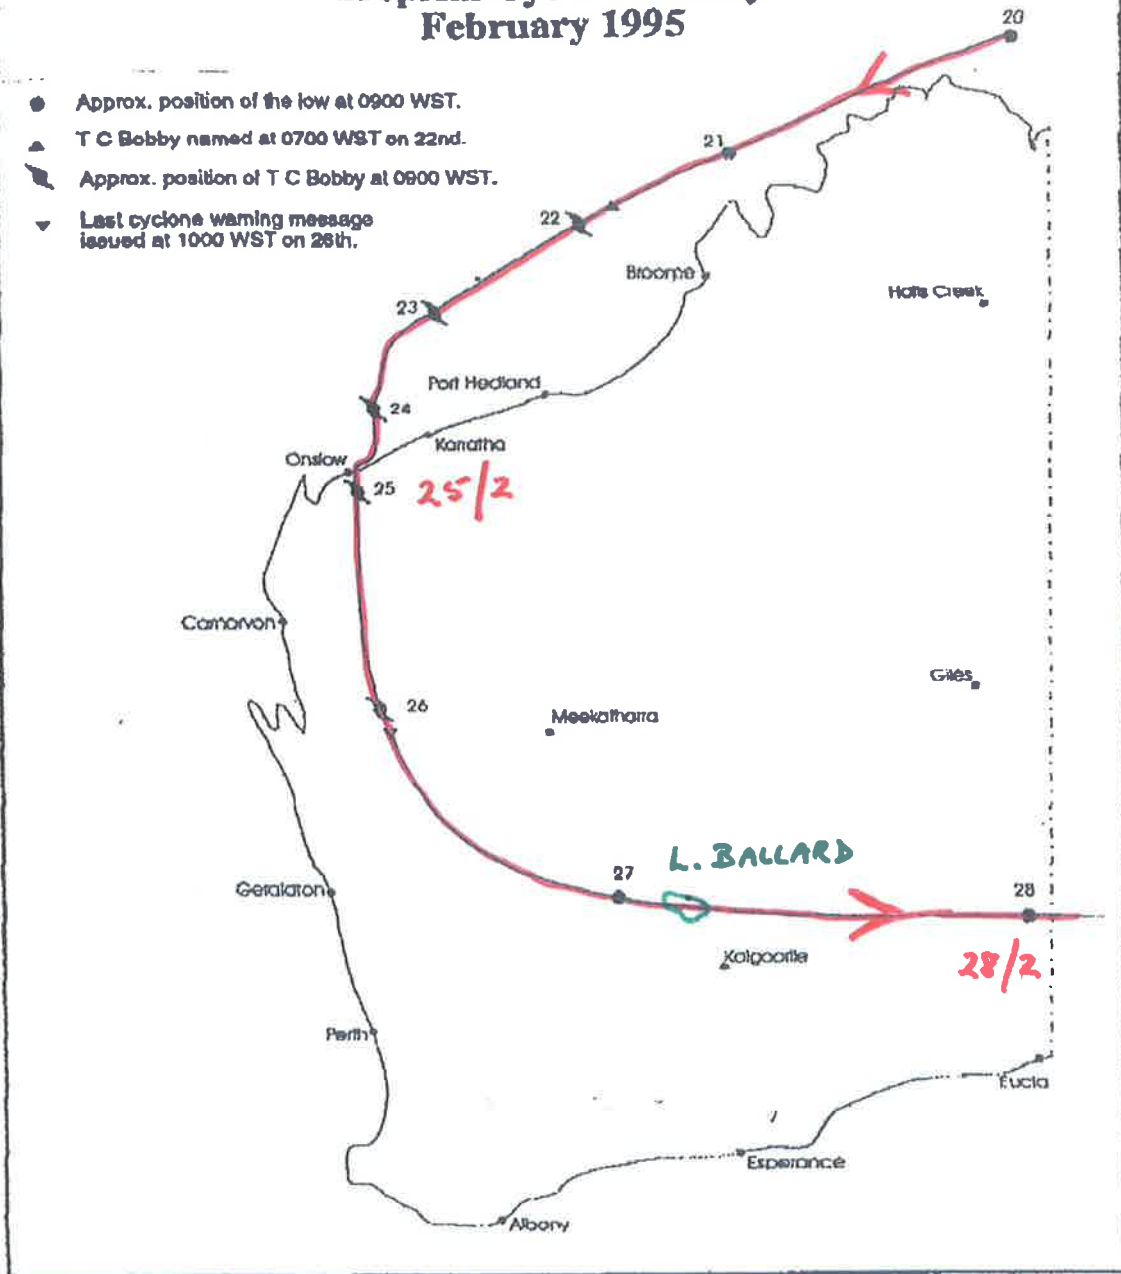 February 1995
20
Approx. position of the low at 0900 WST.
T C Bobby named at 0700 WST on 22nd.
21
Approx. position of T C Bobby at 0900 WST.
Last cyclone warning message
issued at 1000 WST on 26th.
22
Broome
Halls Creek
23
Port Hedland
24
Karratha
Onslow
25
25/2
Carnarvon
Giles
26
Meekatharra
L. BALLARD
27
Geraldton
28
Kalgoorlie
28/2
Perth
Eucla
Esperance
Albany